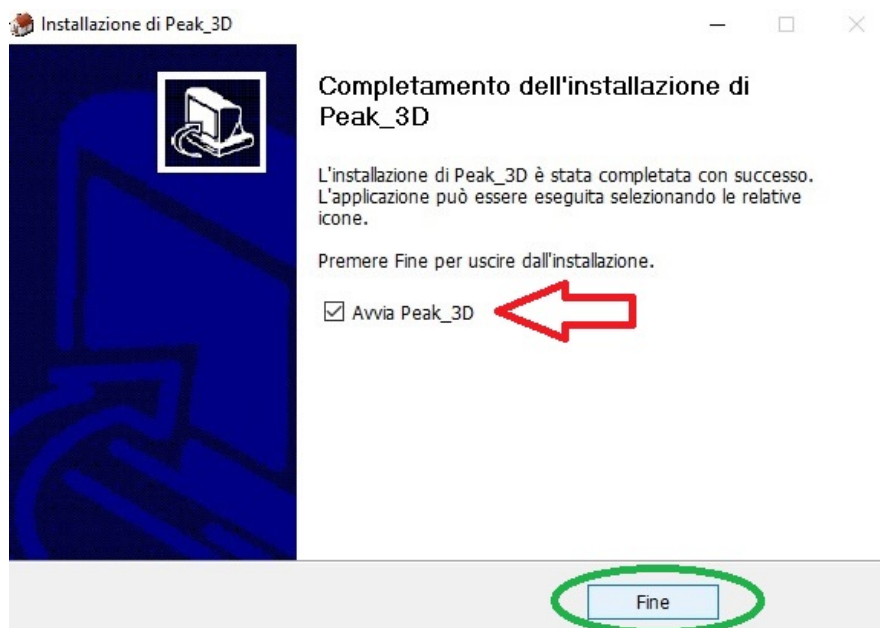 Installazione di Peak_3D
Completamento dell'installazione di
Peak_3D
L'installazione di Peak_3D è stata completata con successo.
L'applicazione può essere eseguita selezionando le relative
icone.
Premere Fine per uscire dall'installazione.
Avvia Peak_3D
Fine